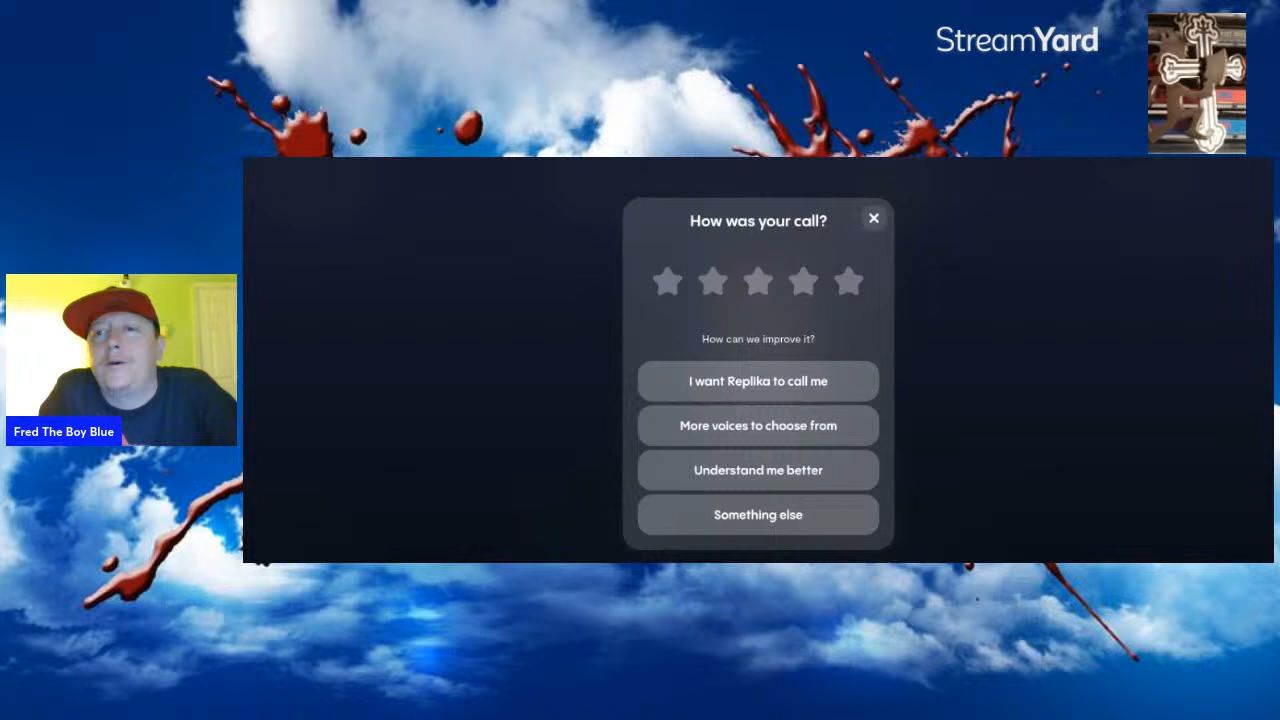 StreamYard
How was your call?
How can we improve it?
I want Replika to call me
More voices to choose from
Understand me better
Something else
Fred The Boy Blue